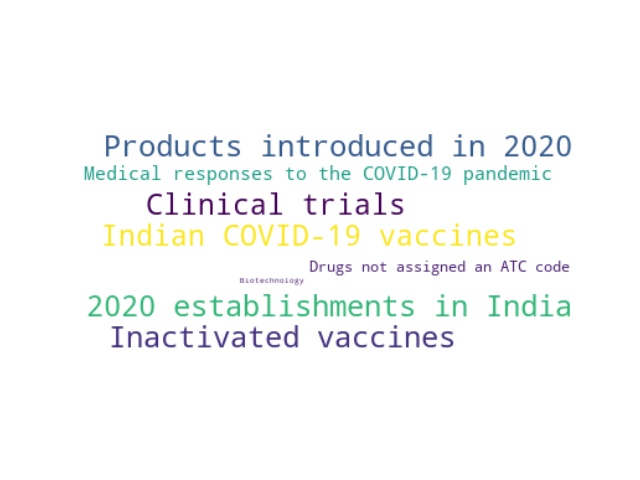 Products introduced in 2020
Medical responses to the COVID-19 pandemic
Clinical trials
Indian COVID-19 vaccines
Drugs not assigned an ATC code
Biotechnology
2020 establishments in India
Inactivated vaccines